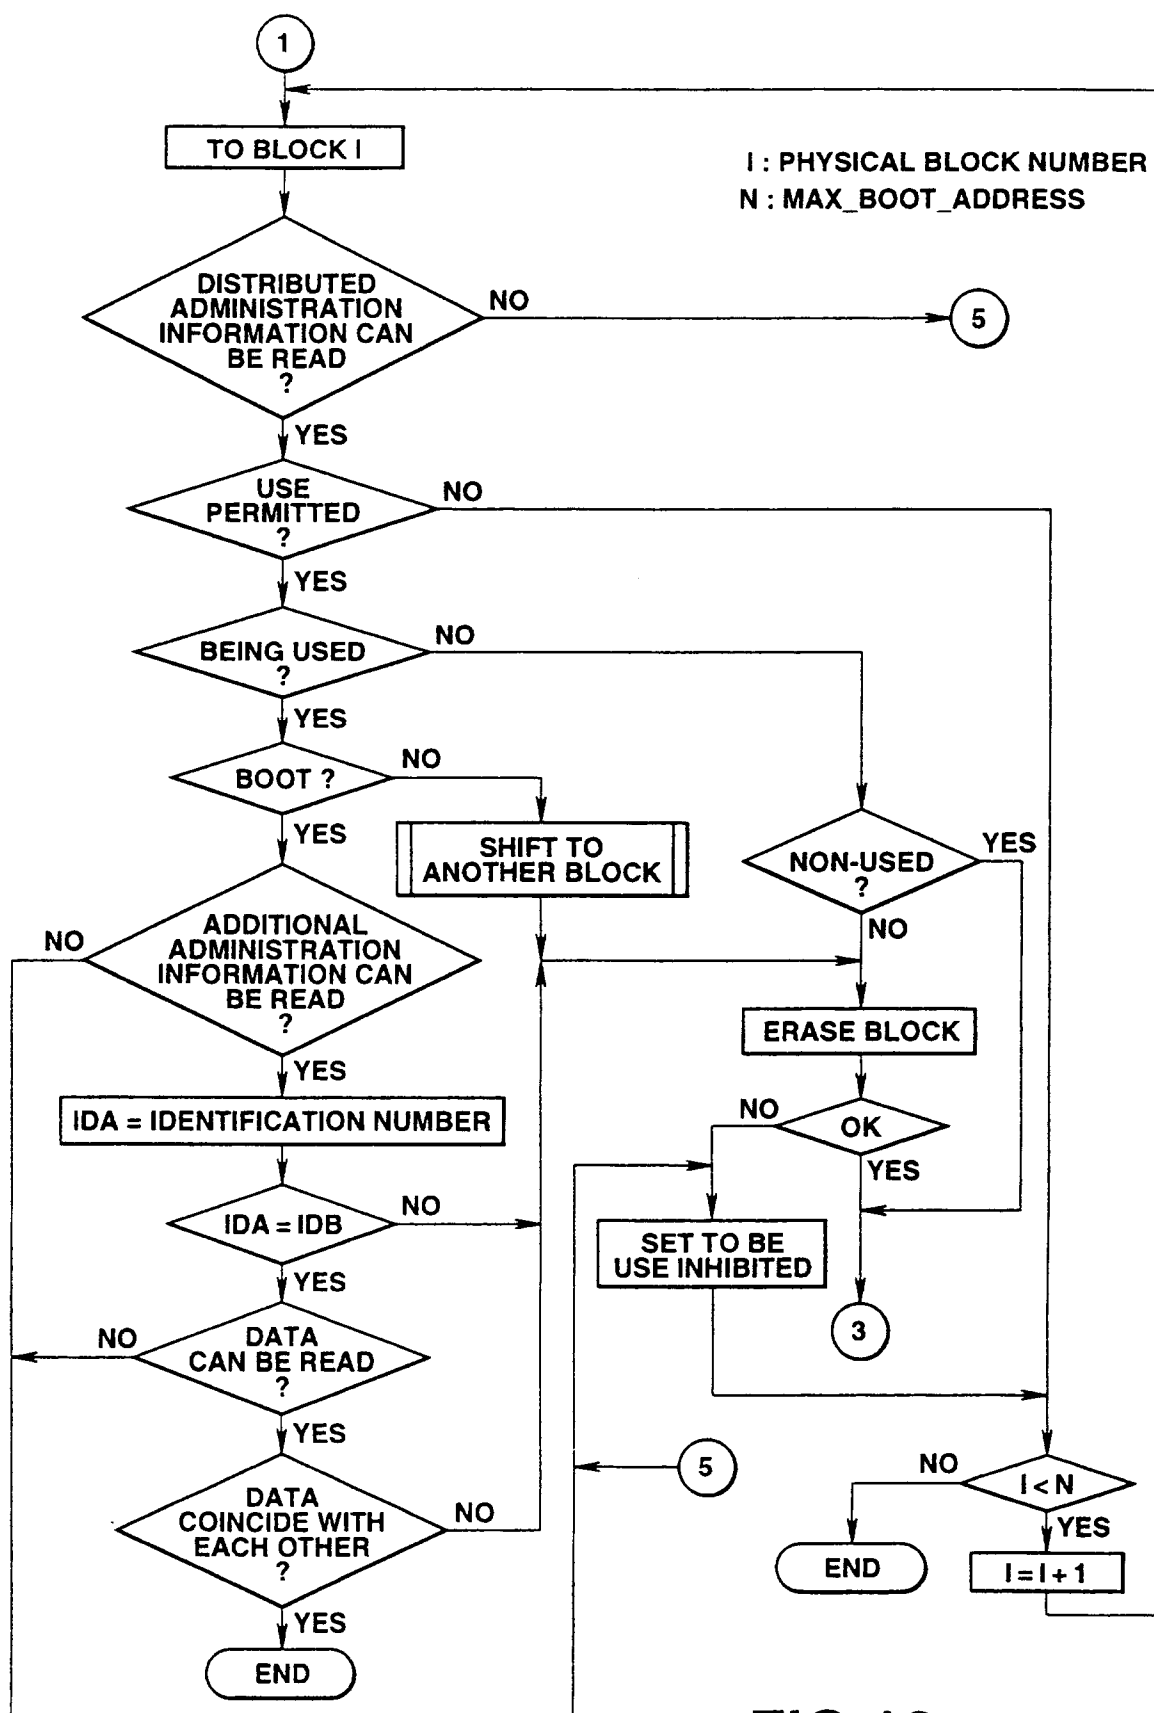 1
TO BLOCK I
I : PHYSICAL BLOCK NUMBER
N : MAX_BOOT_ADDRESS
DISTRIBUTED
ADMINISTRATION
INFORMATION CAN
BE READ
?
NO
5
YES
USE
PERMITTED
?
NO
YES
BEING USED
?
NO
YES
BOOT ?
NO
YES
SHIFT TO
ANOTHER BLOCK
NON-USED
?
YES
NO
ADDITIONAL
ADMINISTRATION
INFORMATION CAN
BE READ
?
NO
YES
ERASE BLOCK
IDA = IDENTIFICATION NUMBER
OK
NO
YES
IDA = IDB
NO
YES
SET TO BE
USE INHIBITED
3
DATA
CAN BE READ
?
NO
YES
5
I < N
NO
YES
DATA
COINCIDE WITH
EACH OTHER
?
NO
YES
END
I = I + 1
END